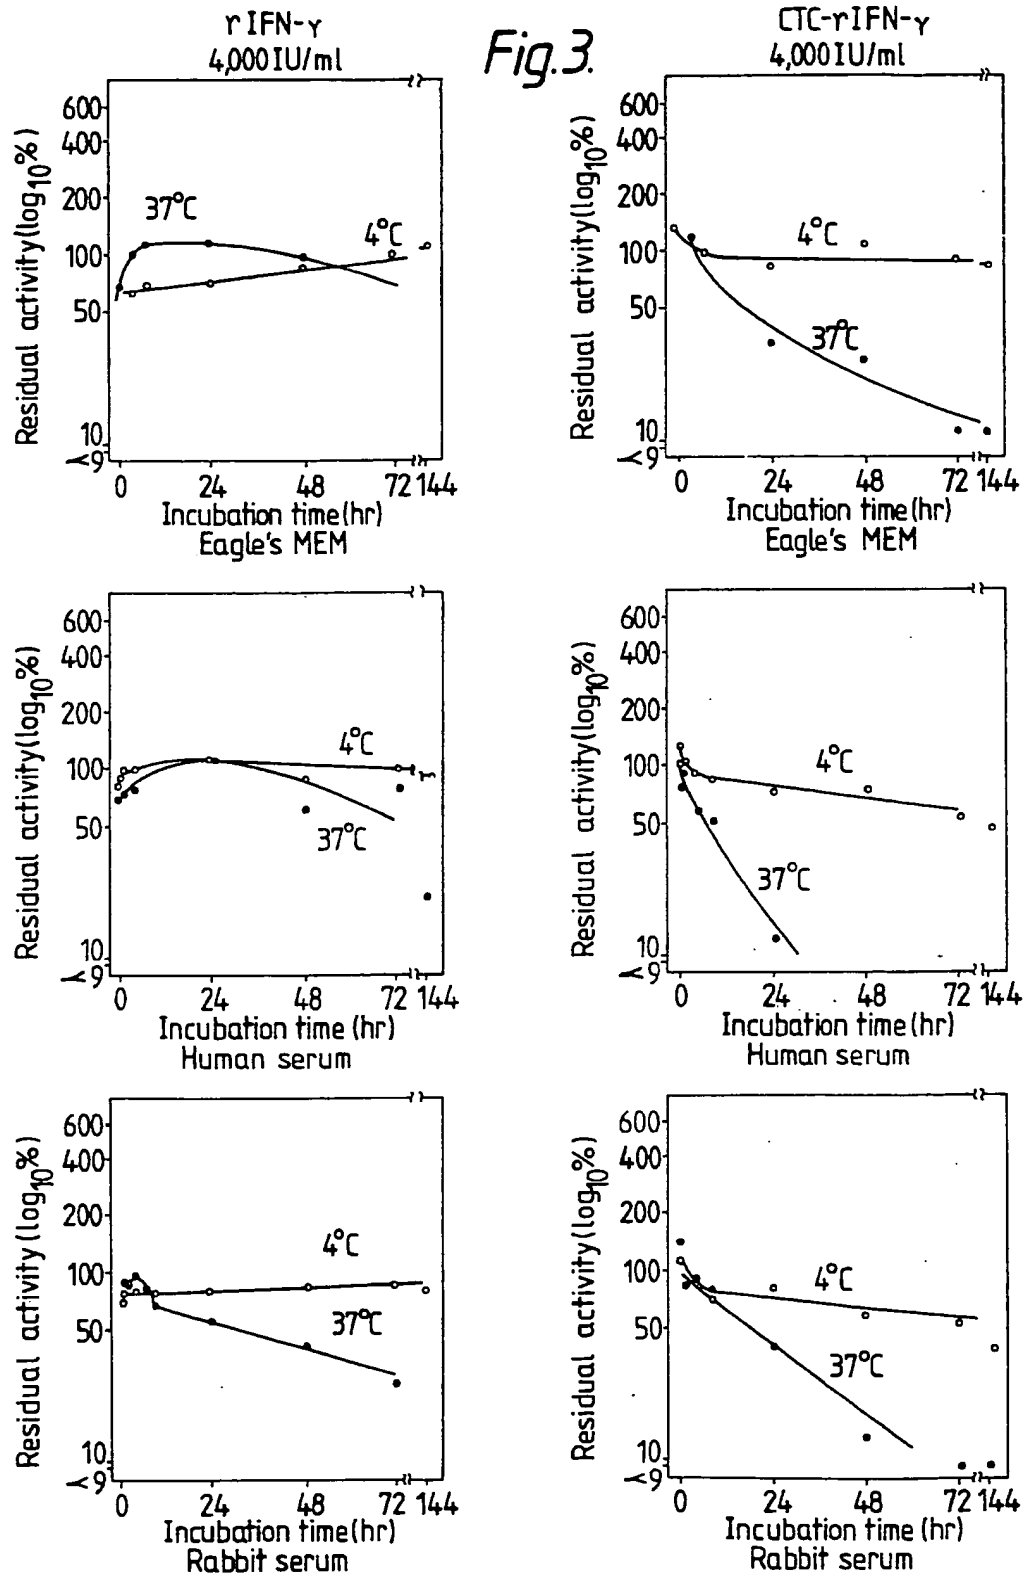 rIFN-γ
4,000 IU/ml
Fig.3.
CTC-rIFN-γ
4,000 IU/ml
Residual activity (log10%)
600
400
200
100
50
10
<9
37°C
4°C
0 24 48 72 144
Incubation time (hr)
Eagle's MEM
Residual activity (log10%)
600
400
200
100
50
10
<9
4°C
37°C
0 24 48 72 144
Incubation time (hr)
Eagle's MEM
Residual activity (log10%)
600
400
200
100
50
10
<9
4°C
37°C
0 24 48 72 144
Incubation time (hr)
Human serum
Residual activity (log10%)
600
400
200
100
50
10
<9
4°C
37°C
0 24 48 72 144
Incubation time (hr)
Human serum
Residual activity (log10%)
600
400
200
100
50
10
<9
4°C
37°C
0 24 48 72 144
Incubation time (hr)
Rabbit serum
Residual activity (log10%)
600
400
200
100
50
10
<9
4°C
37°C
0 24 48 72 144
Incubation time (hr)
Rabbit serum